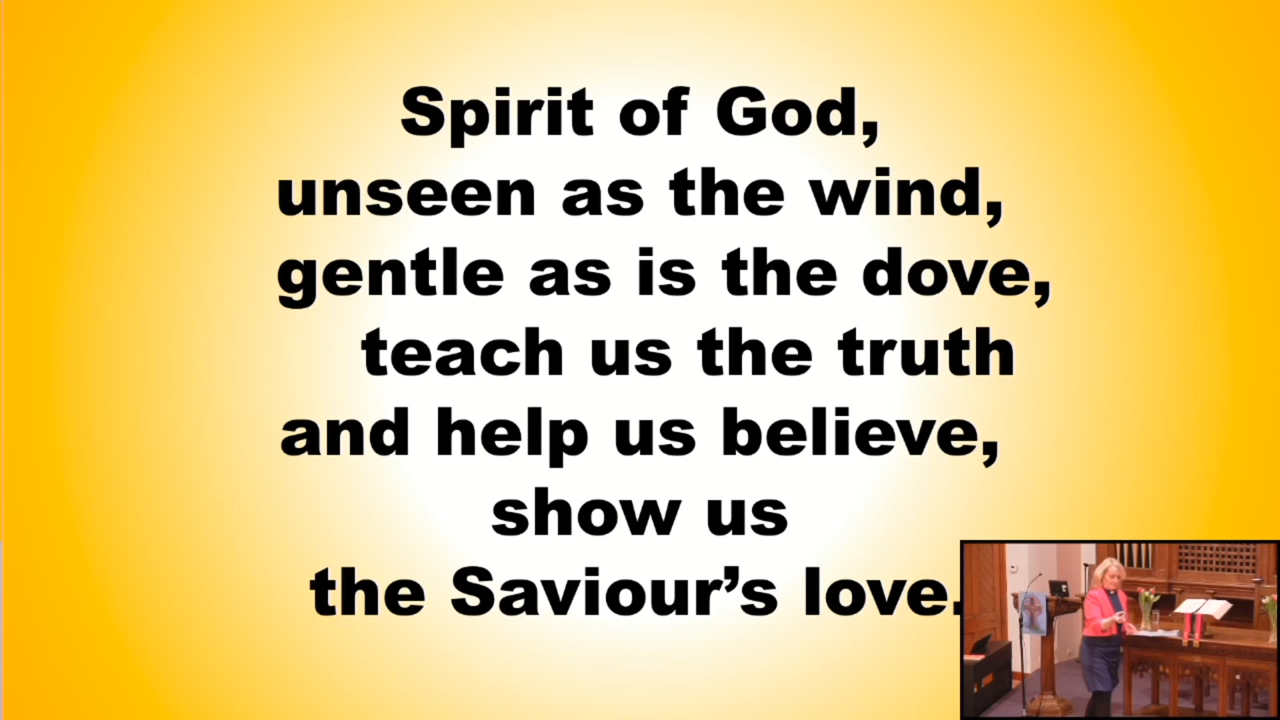 Spirit of God,
unseen as the wind,
gentle as is the dove,
teach us the truth
and help us believe,
show us
the Saviour’s love.